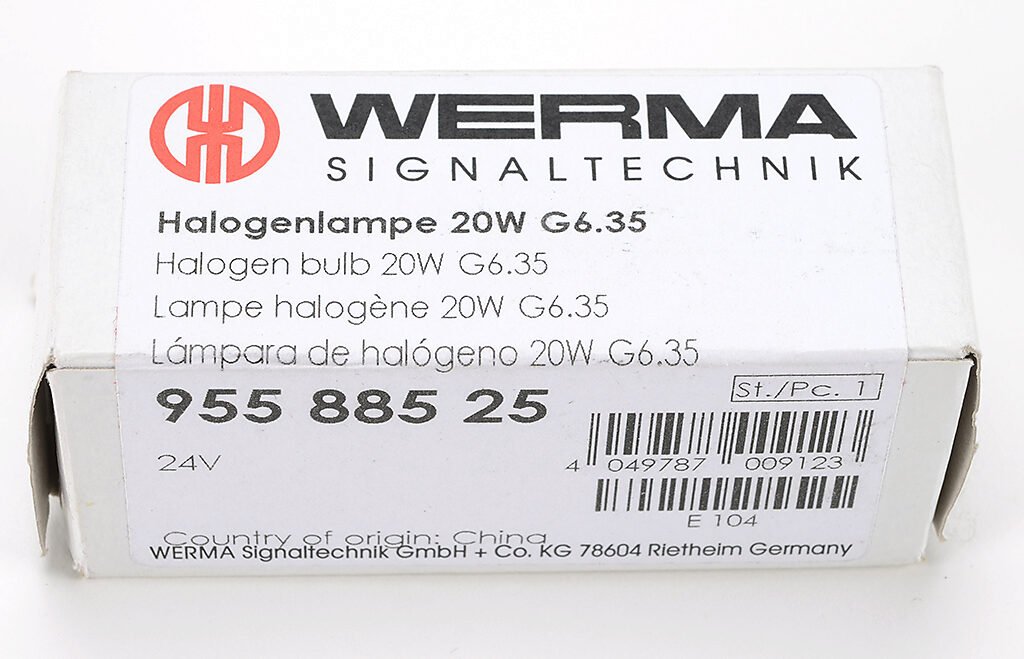 WERMA
SIGNALTECHNIK
Halogenlampe 20W G6.35
Halogen bulb 20W G6.35
Lampe halogène 20W G6.35
Lámpara de halógeno 20W G6.35
955 885 25
St./Pc. 1
24V
4 049787 009123
E 104
Country of origin: China
WERMA Signaltechnik GmbH + Co. KG 78604 Rietheim Germany